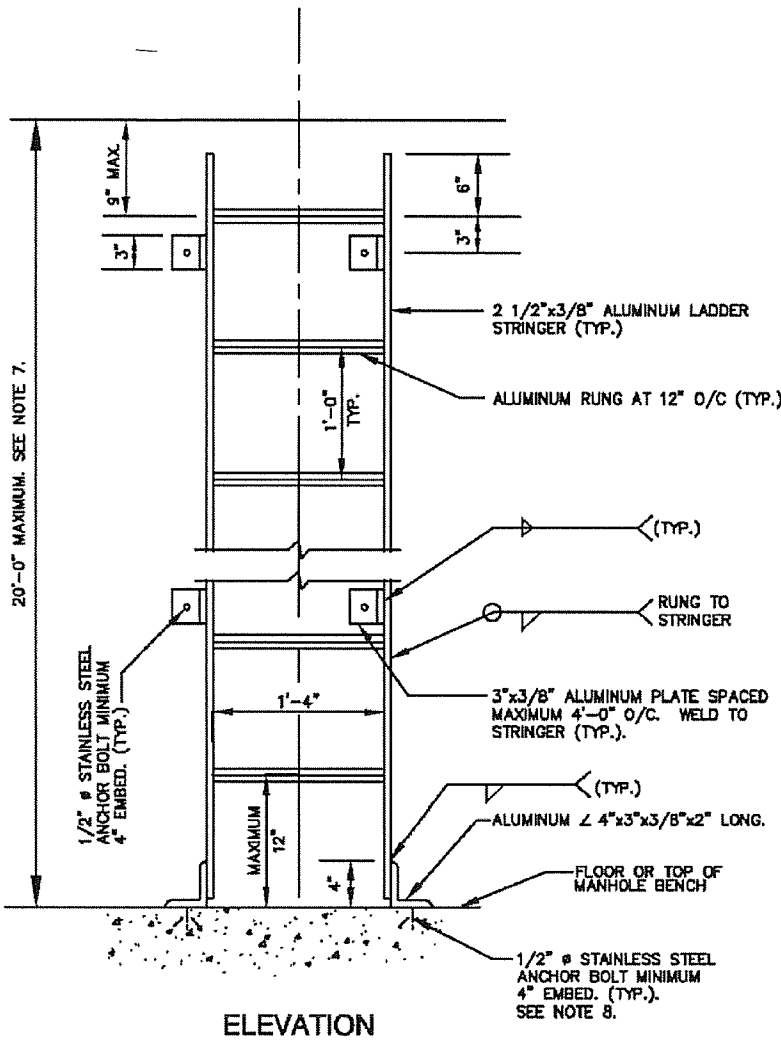 9" MAX.
6"
3"
3"
2 1/2"x3/8" ALUMINUM LADDER
STRINGER (TYP.)
ALUMINUM RUNG AT 12" O/C (TYP.)
1'-0"
TYP.
20'-0" MAXIMUM. SEE NOTE 7.
(TYP.)
RUNG TO
STRINGER
1/2" ø STAINLESS STEEL
ANCHOR BOLT MINIMUM
4" EMBED. (TYP.)
3"x3/8" ALUMINUM PLATE SPACED
MAXIMUM 4'-0" O/C. WELD TO
STRINGER (TYP.).
1'-4"
(TYP.)
ALUMINUM ∠ 4"x3"x3/8"x2" LONG.
MAXIMUM
12"
4"
FLOOR OR TOP OF
MANHOLE BENCH
1/2" ø STAINLESS STEEL
ANCHOR BOLT MINIMUM
4" EMBED. (TYP.).
SEE NOTE 8.
ELEVATION